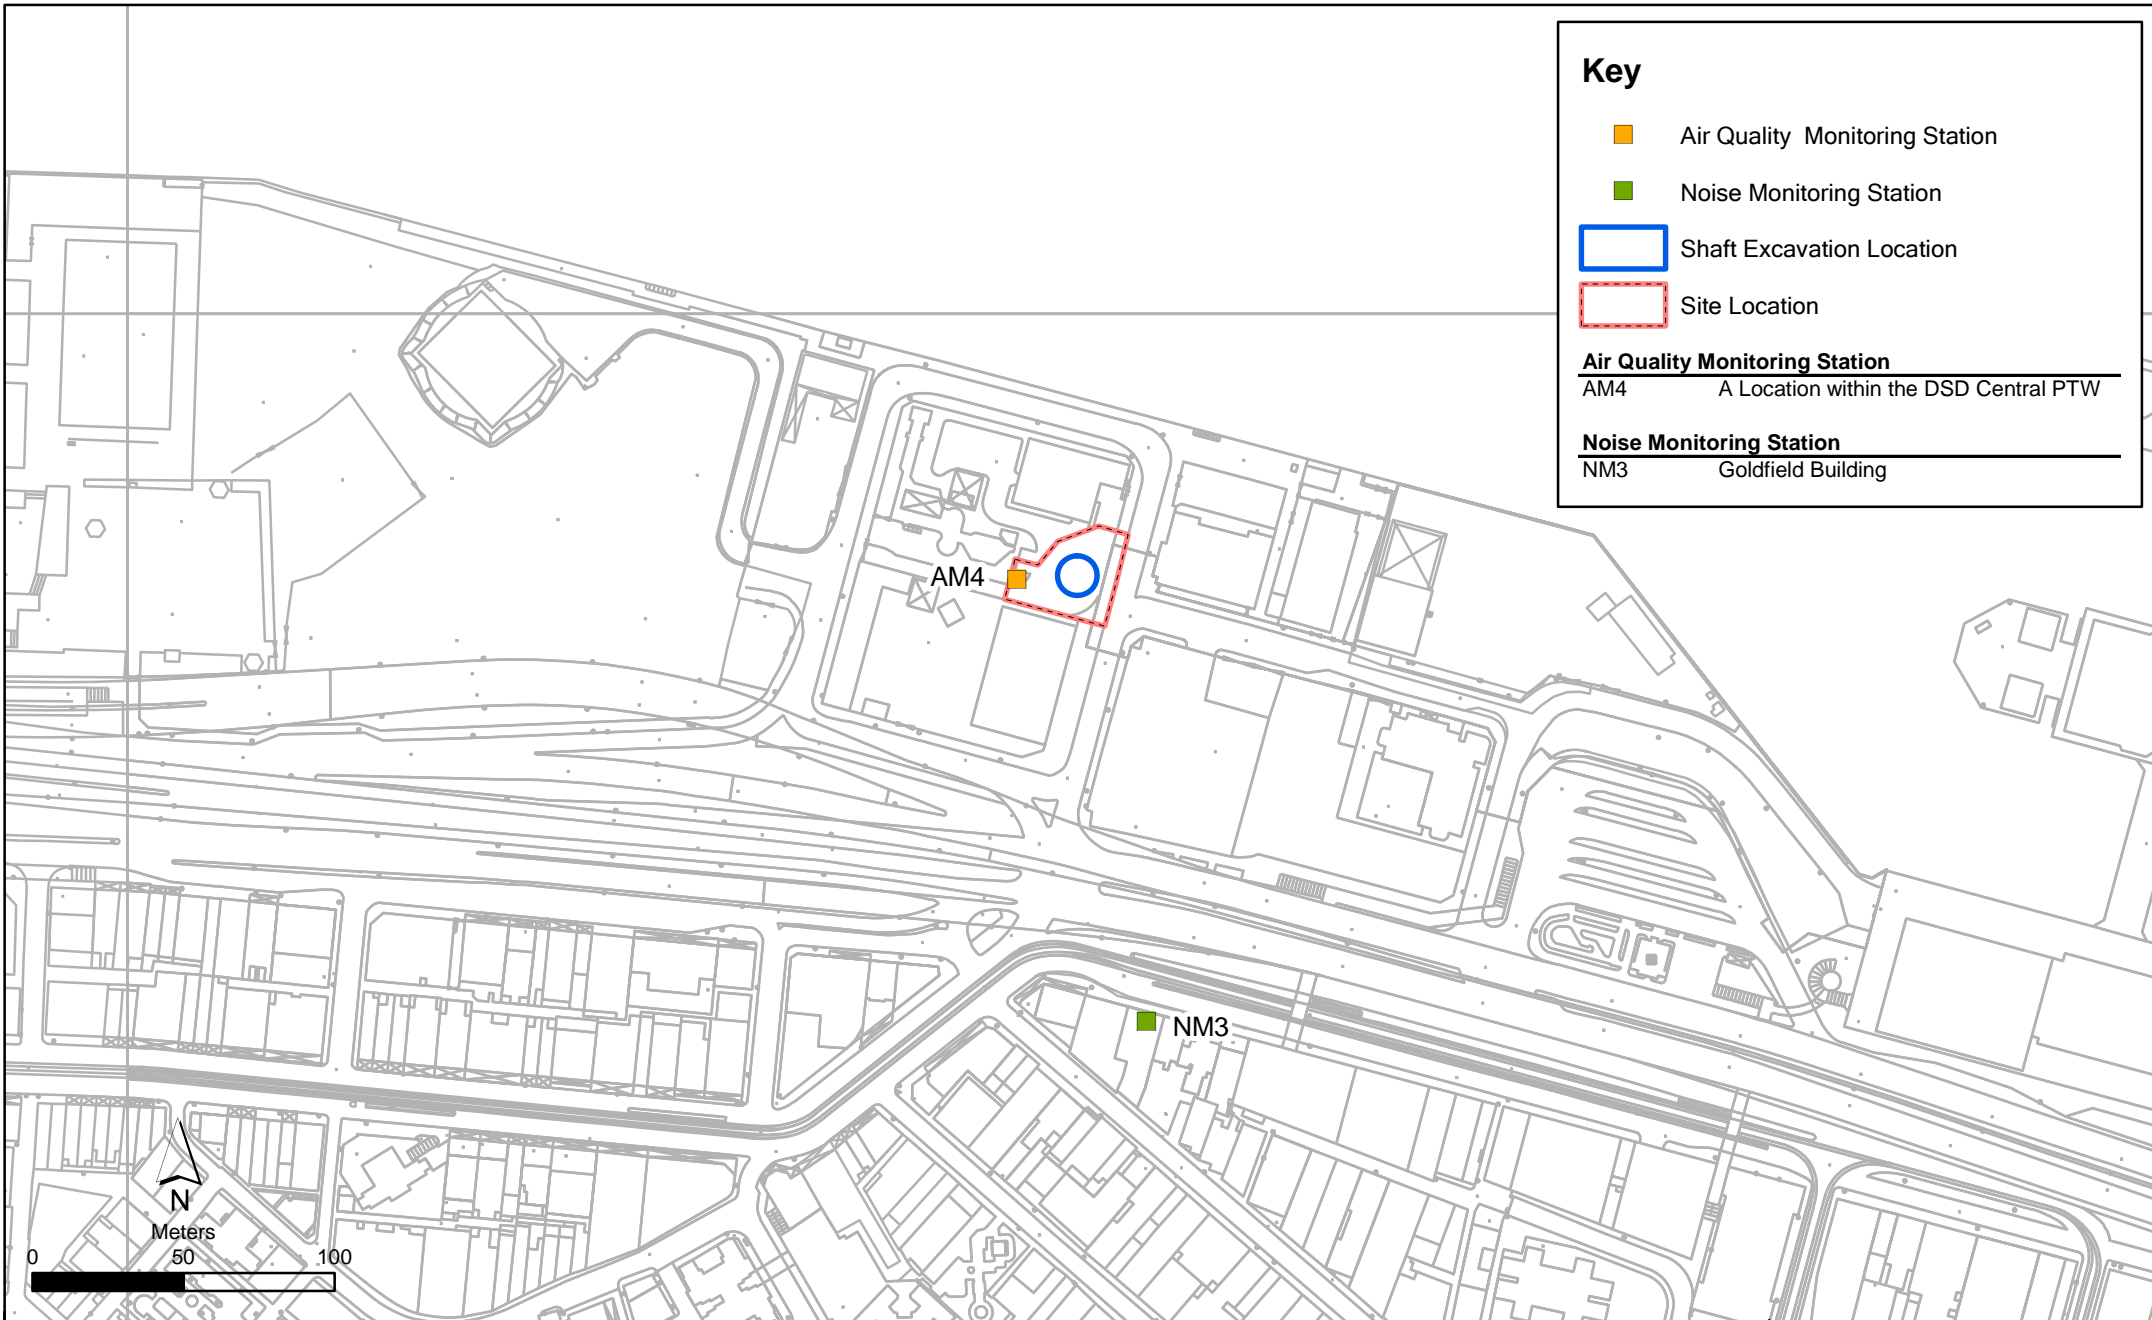 Key
Air Quality  Monitoring Station
Noise Monitoring Station
Shaft Excavation Location
Site Location
Air Quality Monitoring Station
AM4 A Location within the DSD Central PTW
Noise Monitoring Station
NM3 Goldfield Building
AM4
NM3
N
Meters
0 50 100